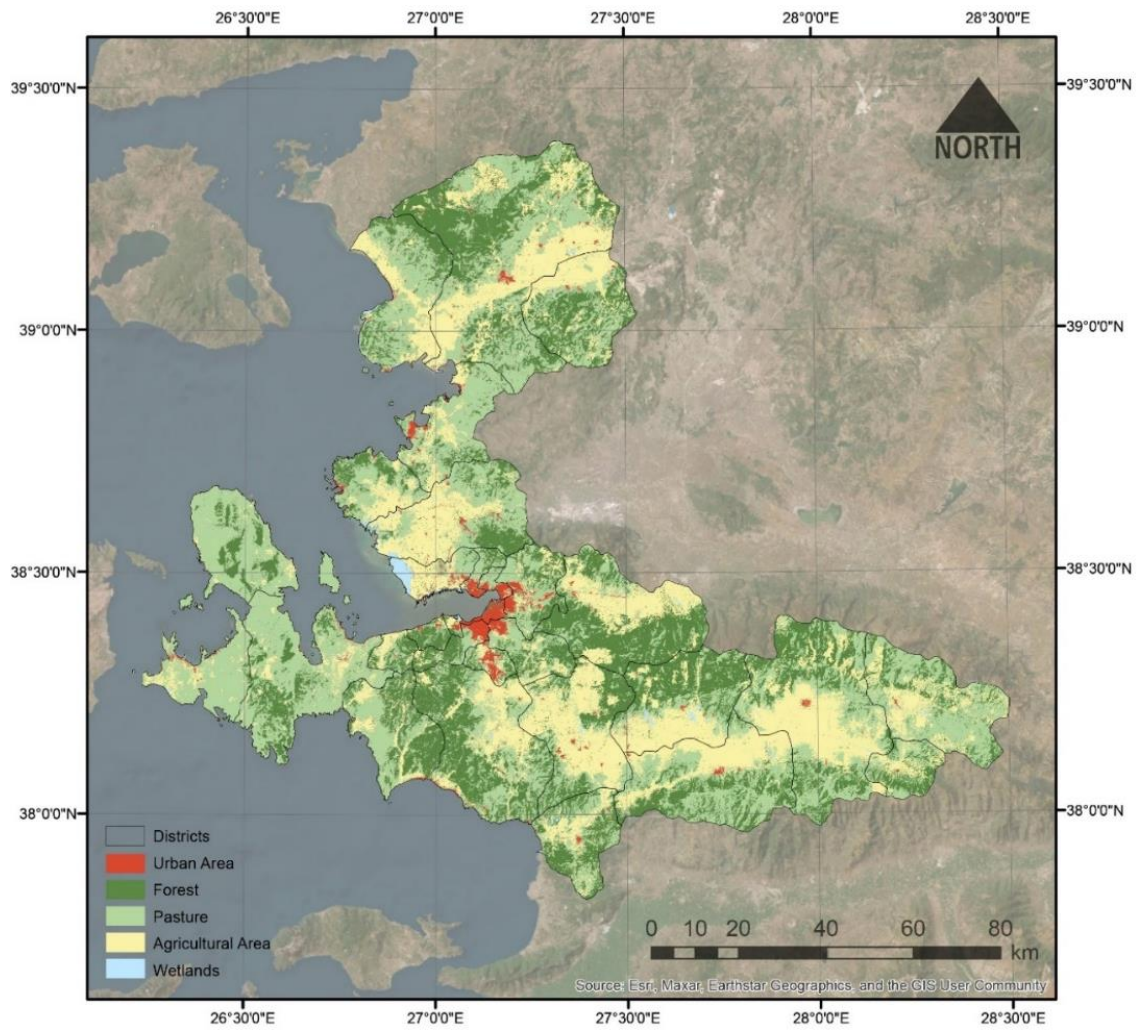 26°30'0"E 27°0'0"E 27°30'0"E 28°0'0"E 28°30'0"E
39°30'0"N 39°30'0"N
NORTH
39°0'0"N 39°0'0"N
38°30'0"N 38°30'0"N
38°0'0"N 38°0'0"N
Districts
Urban Area
Forest
Pasture
Agricultural Area
Wetlands
0 10 20 40 60 80
km
Source: Esri, Maxar, Earthstar Geographics, and the GIS User Community
26°30'0"E 27°0'0"E 27°30'0"E 28°0'0"E 28°30'0"E